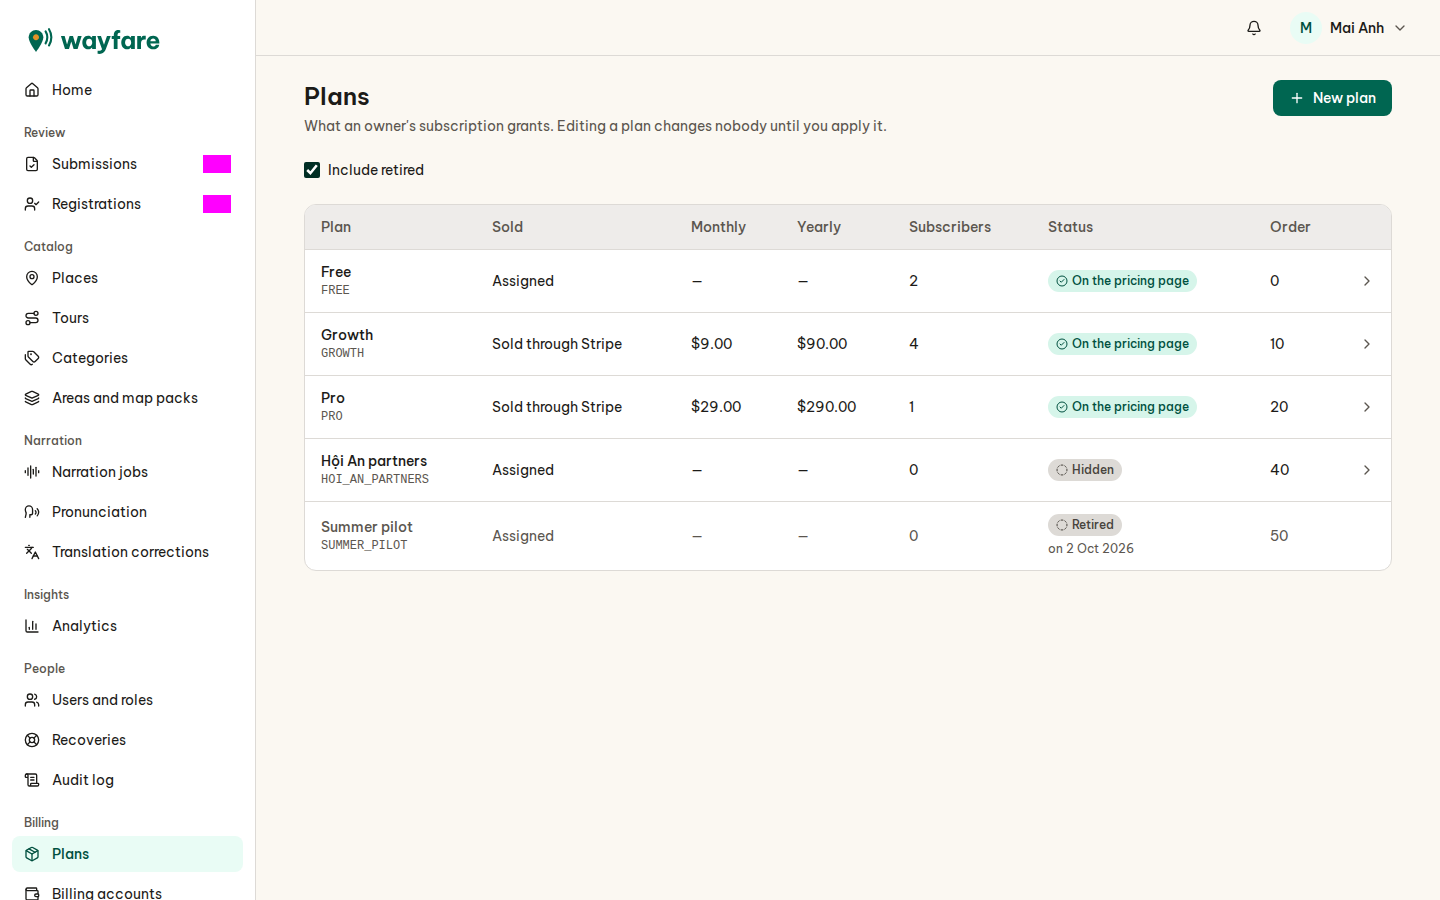 wayfare
Home
Review
Submissions
Registrations
Catalog
Places
Tours
Categories
Areas and map packs
Narration
Narration jobs
Pronunciation
Translation corrections
Insights
Analytics
People
Users and roles
Recoveries
Audit log
Billing
Plans
Billing accounts
M Mai Anh
Plans
What an owner's subscription grants. Editing a plan changes nobody until you apply it.
New plan
Include retired
Plan Sold Monthly Yearly Subscribers Status Order
Free
FREE
Assigned – – 2 On the pricing page 0
Growth
GROWTH
Sold through Stripe $9.00 $90.00 4 On the pricing page 10
Pro
PRO
Sold through Stripe $29.00 $290.00 1 On the pricing page 20
Hội An partners
HOI_AN_PARTNERS
Assigned – – 0 Hidden 40
Summer pilot
SUMMER_PILOT
Assigned – – 0 Retired 50
on 2 Oct 2026